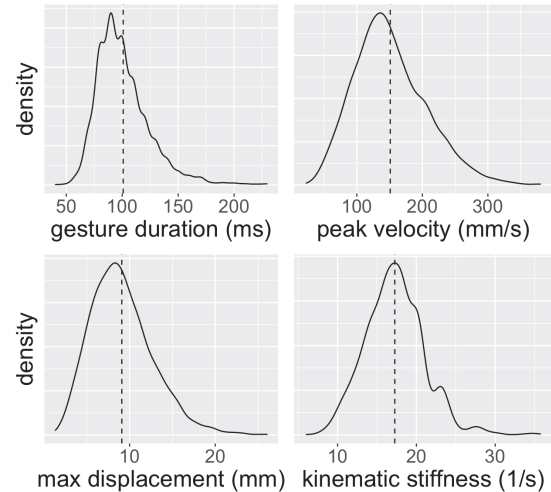 density
50 100 150 200
gesture duration (ms)
100 200 300
peak velocity (mm/s)
density
10 20
max displacement (mm)
10 20 30
kinematic stiffness (1/s)